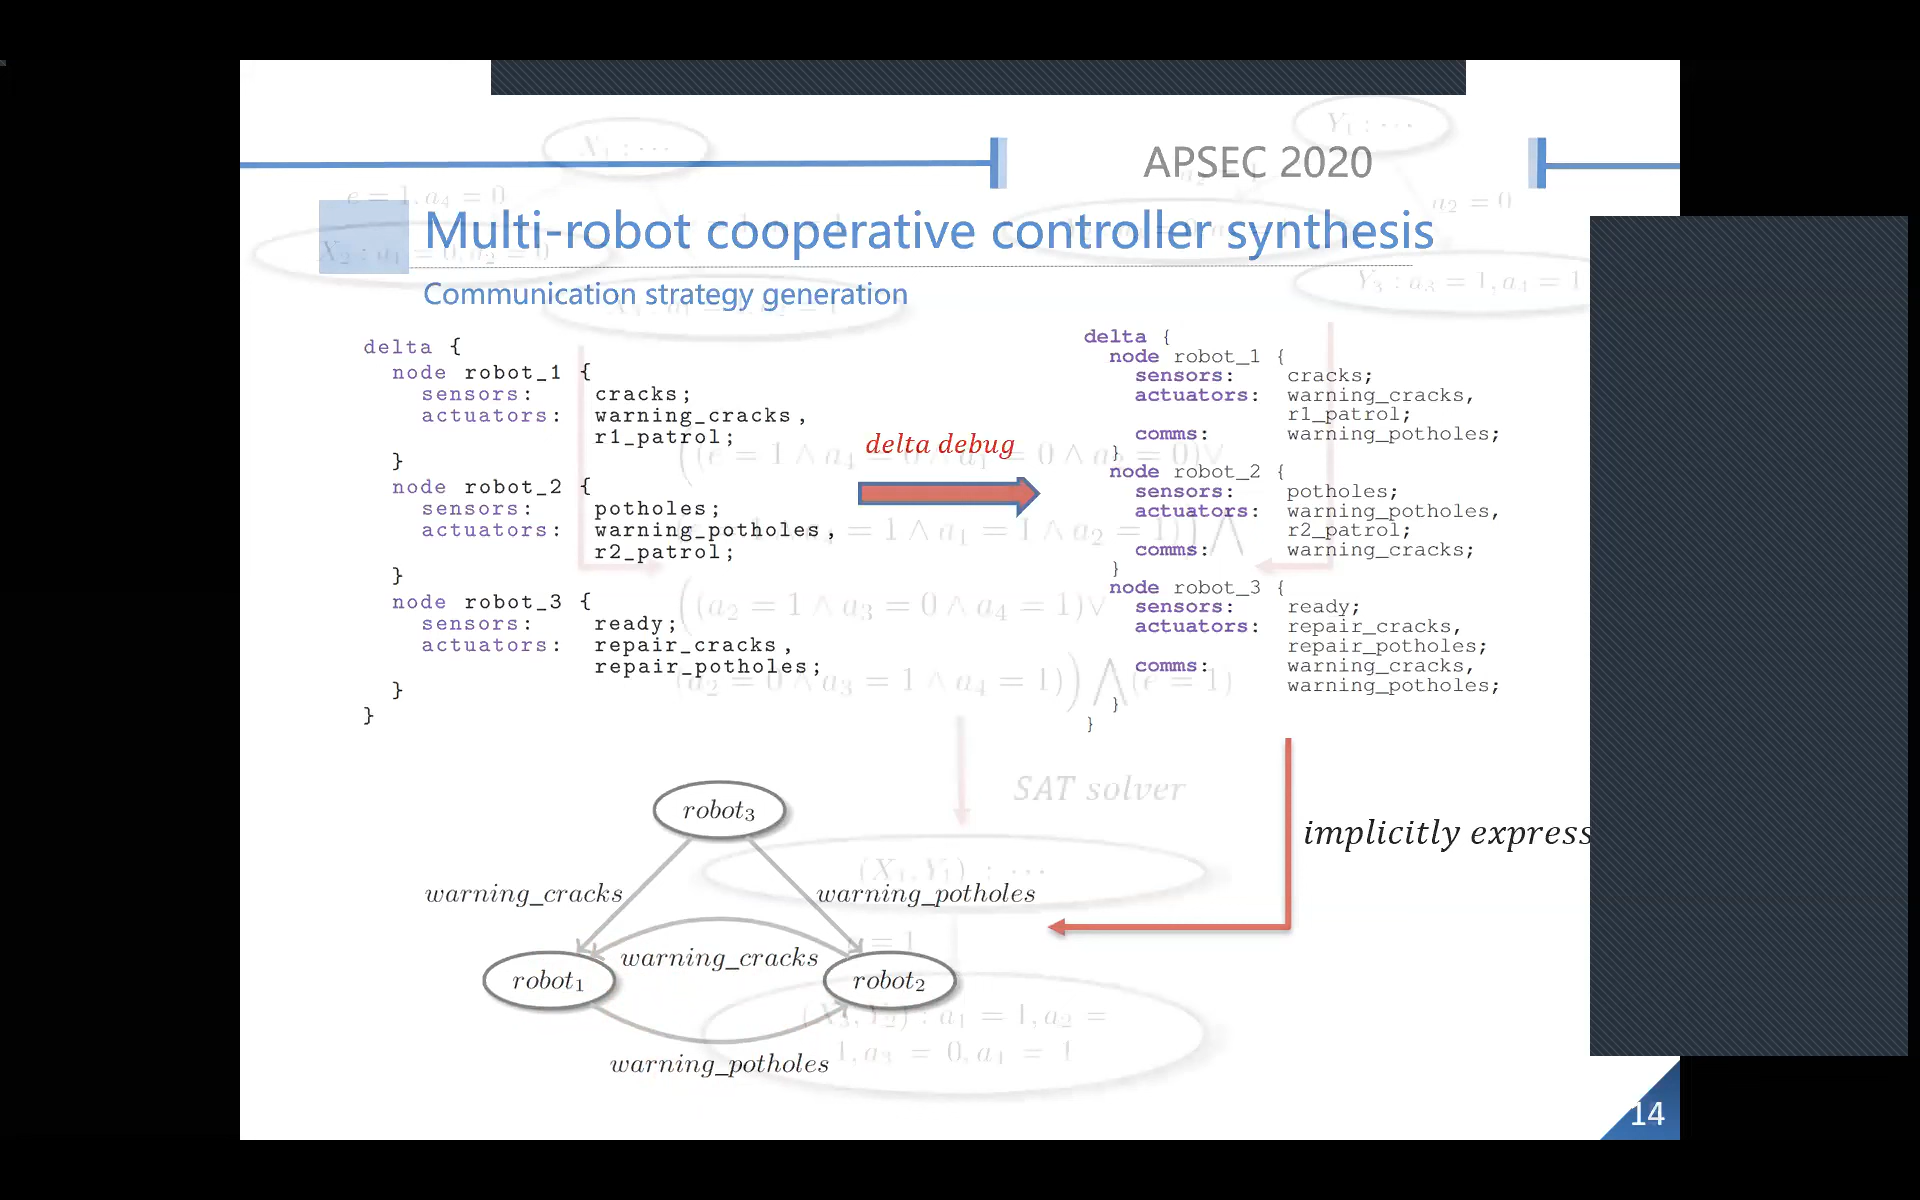 APSEC 2020
Multi-robot cooperative controller synthesis
Communication strategy generation
delta {
node robot_1 {
sensors: cracks;
actuators: warning_cracks,
r1_patrol;
}
node robot_2 {
sensors: potholes;
actuators: warning_potholes,
r2_patrol;
}
node robot_3 {
sensors: ready;
actuators: repair_cracks,
repair_potholes;
}
}
delta debug
delta {
node robot_1 {
sensors: cracks;
actuators: warning_cracks,
r1_patrol;
comms: warning_potholes;
}
node robot_2 {
sensors: potholes;
actuators: warning_potholes,
r2_patrol;
comms: warning_cracks;
}
node robot_3 {
sensors: ready;
actuators: repair_cracks,
repair_potholes;
comms: warning_cracks,
warning_potholes;
}
}
SAT solver
implicitly express
robot₃
warning_cracks
warning_potholes
warning_cracks
robot₁
robot₂
warning_potholes
14